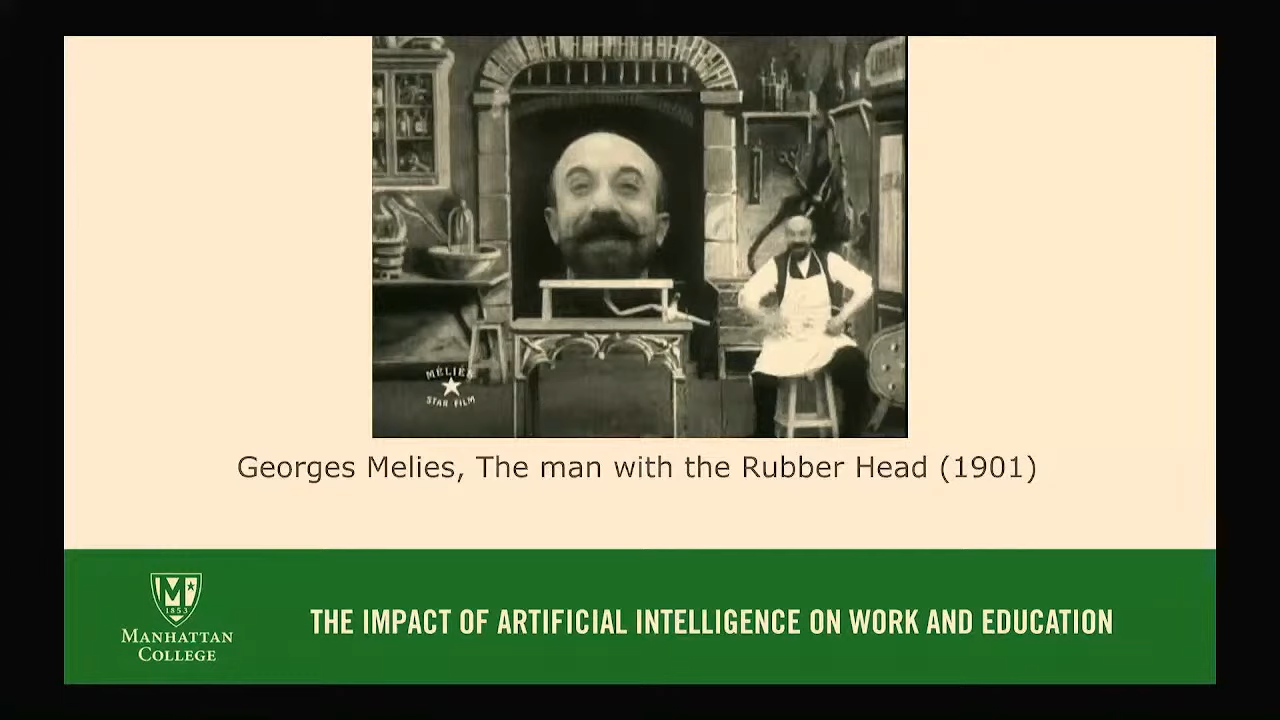 MÉLIÈ
STAR FILM
Georges Melies, The man with the Rubber Head (1901)
M
1853
MANHATTAN
COLLEGE
THE IMPACT OF ARTIFICIAL INTELLIGENCE ON WORK AND EDUCATION